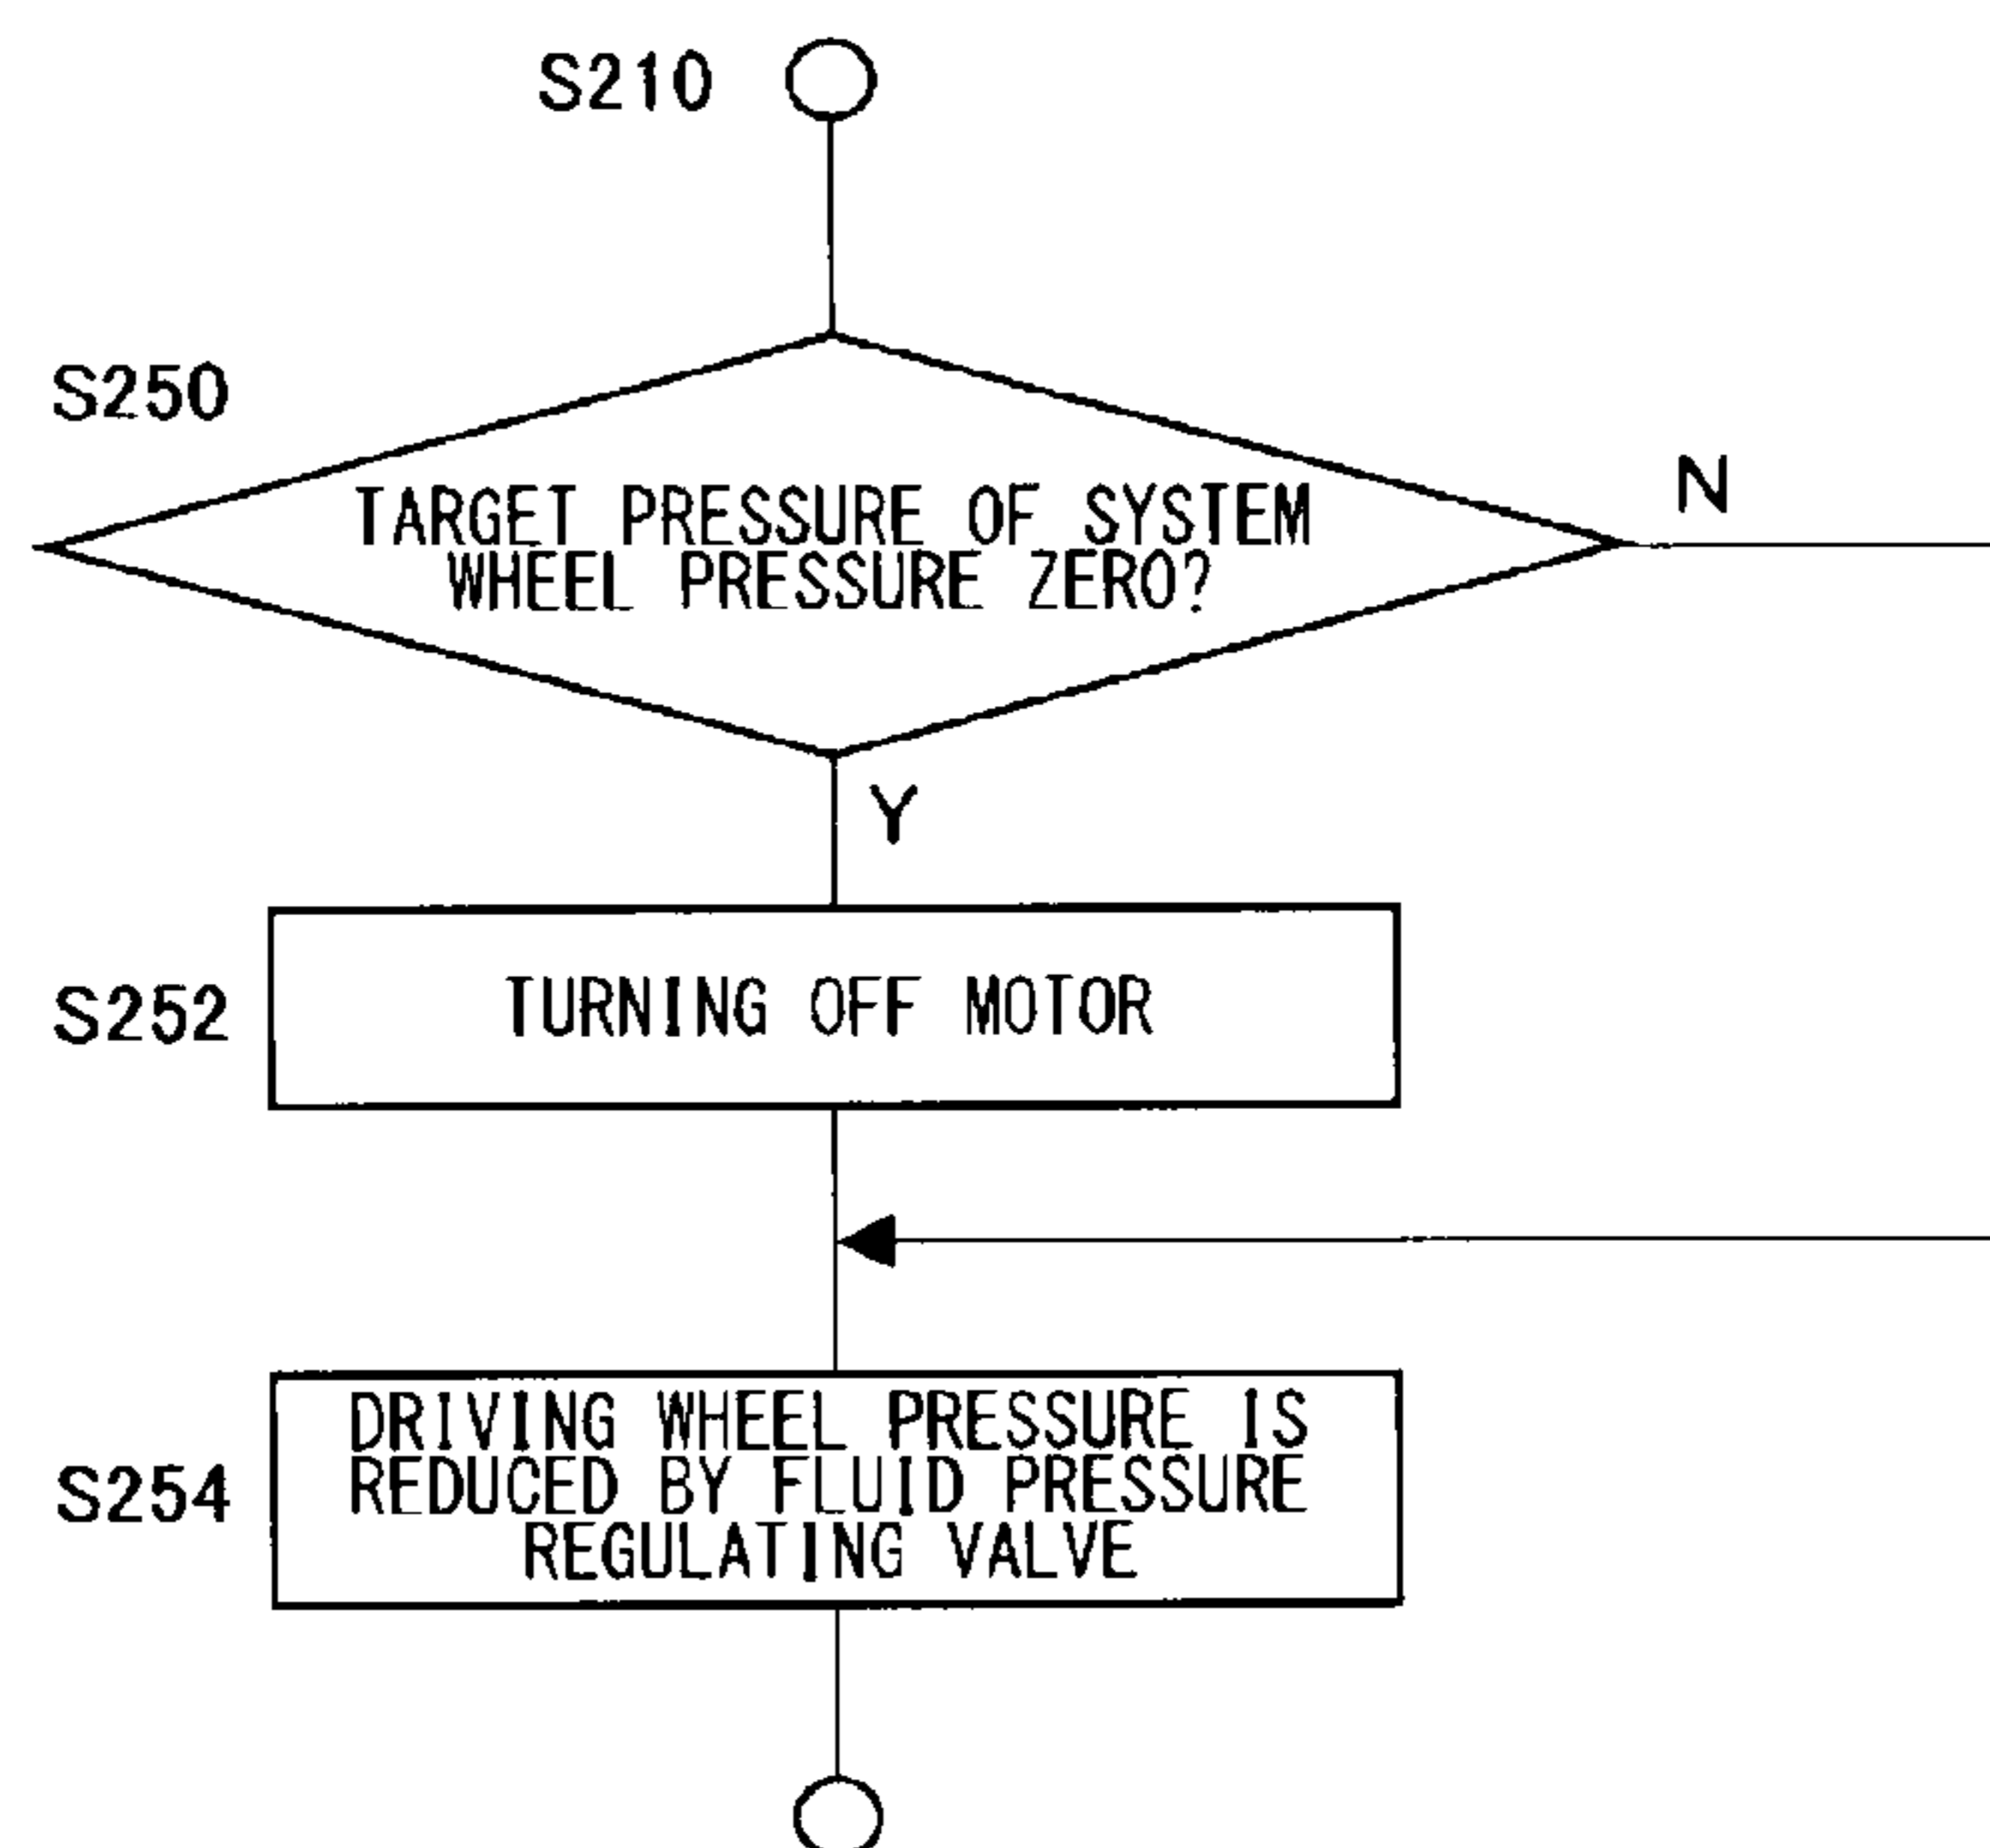 S210
S250
TARGET PRESSURE OF SYSTEM
WHEEL PRESSURE ZERO?
N
Y
S252
TURNING OFF MOTOR
S254
DRIVING WHEEL PRESSURE IS
REDUCED BY FLUID PRESSURE
REGULATING VALVE